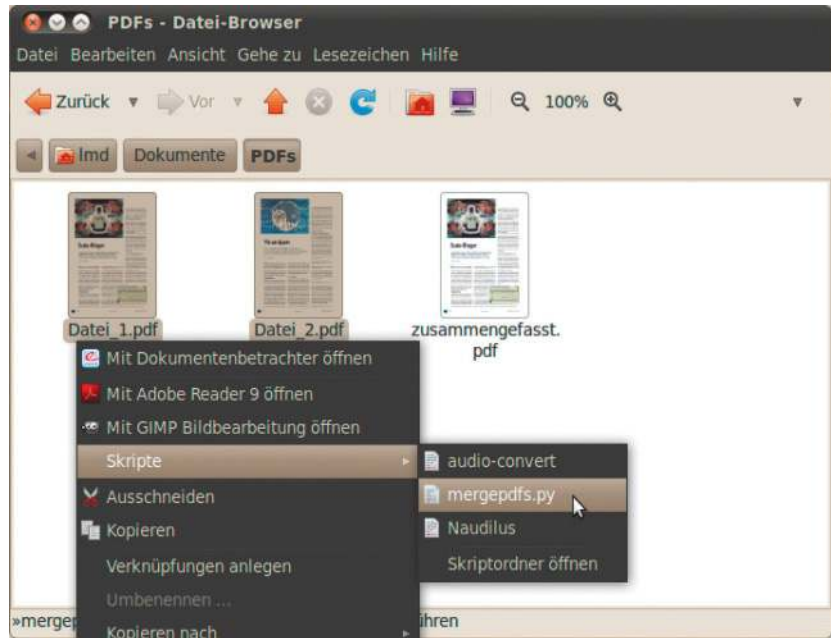 PDFs - Datei-Browser
Datei Bearbeiten Ansicht Gehe zu Lesezeichen Hilfe
Zurück Vor 100%
lmd Dokumente PDFs
Datei_1.pdf Datei_2.pdf zusammengefasst.
pdf
Mit Dokumentenbetrachter öffnen
Mit Adobe Reader 9 öffnen
Mit GIMP Bildbearbeitung öffnen
Skripte audio-convert
Ausschneiden mergepdfs.py
Kopieren Naudilus
Verknüpfungen anlegen Skriptordner öffnen
Umbenennen ...
Kopieren nach